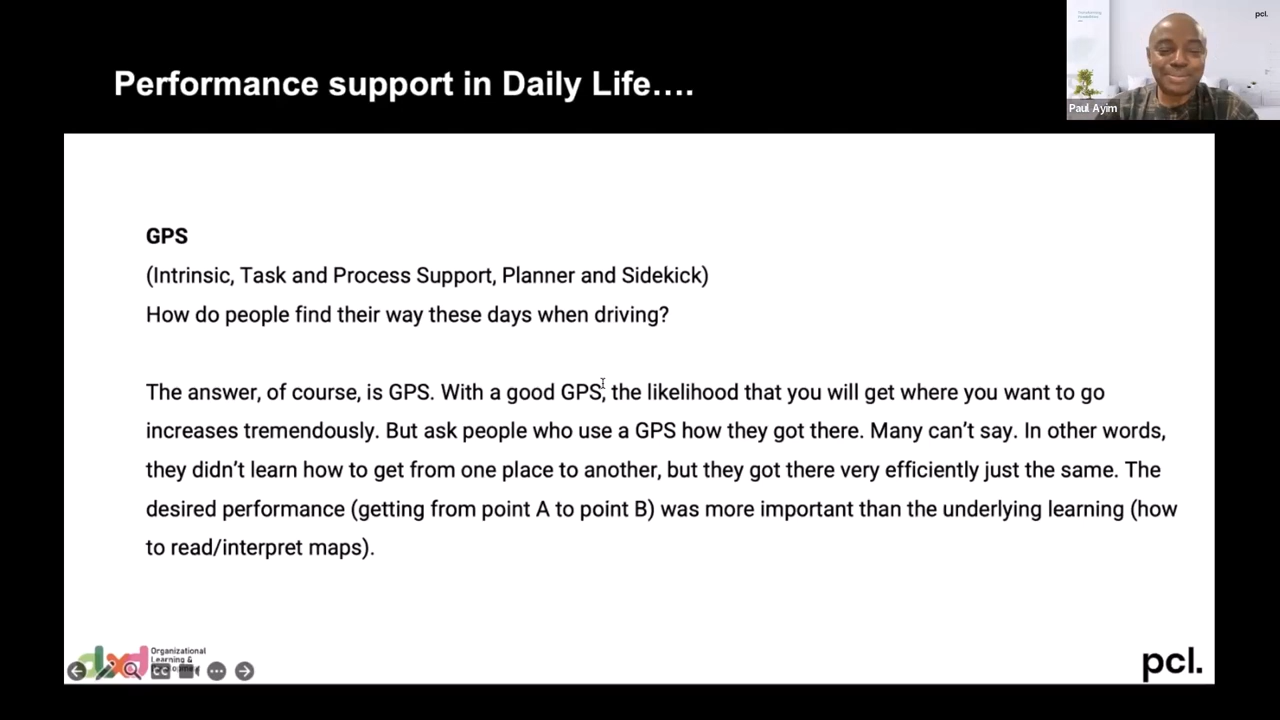 Performance support in Daily Life….
pcl.
Paul Ayim
GPS
(Intrinsic, Task and Process Support, Planner and Sidekick)
How do people find their way these days when driving?
The answer, of course, is GPS. With a good GPS, the likelihood that you will get where you want to go
increases tremendously. But ask people who use a GPS how they got there. Many can’t say. In other words,
they didn’t learn how to get from one place to another, but they got there very efficiently just the same. The
desired performance (getting from point A to point B) was more important than the underlying learning (how
to read/interpret maps).
Organizational
Learning &
CC
pcl.